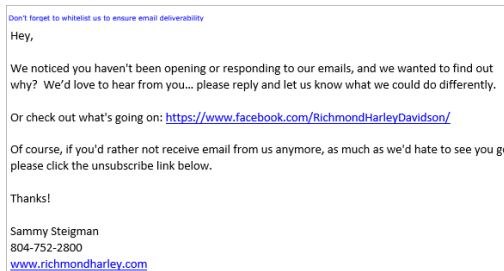 Don't forget to whitelist us to ensure email deliverability
Hey,
We noticed you haven't been opening or responding to our emails, and we wanted to find out
why?  We'd love to hear from you... please reply and let us know what we could do differently.
Or check out what's going on: https://www.facebook.com/RichmondHarleyDavidson/
Of course, if you'd rather not receive email from us anymore, as much as we'd hate to see you g
please click the unsubscribe link below.
Thanks!
Sammy Steigman
804-752-2800
www.richmondharley.com